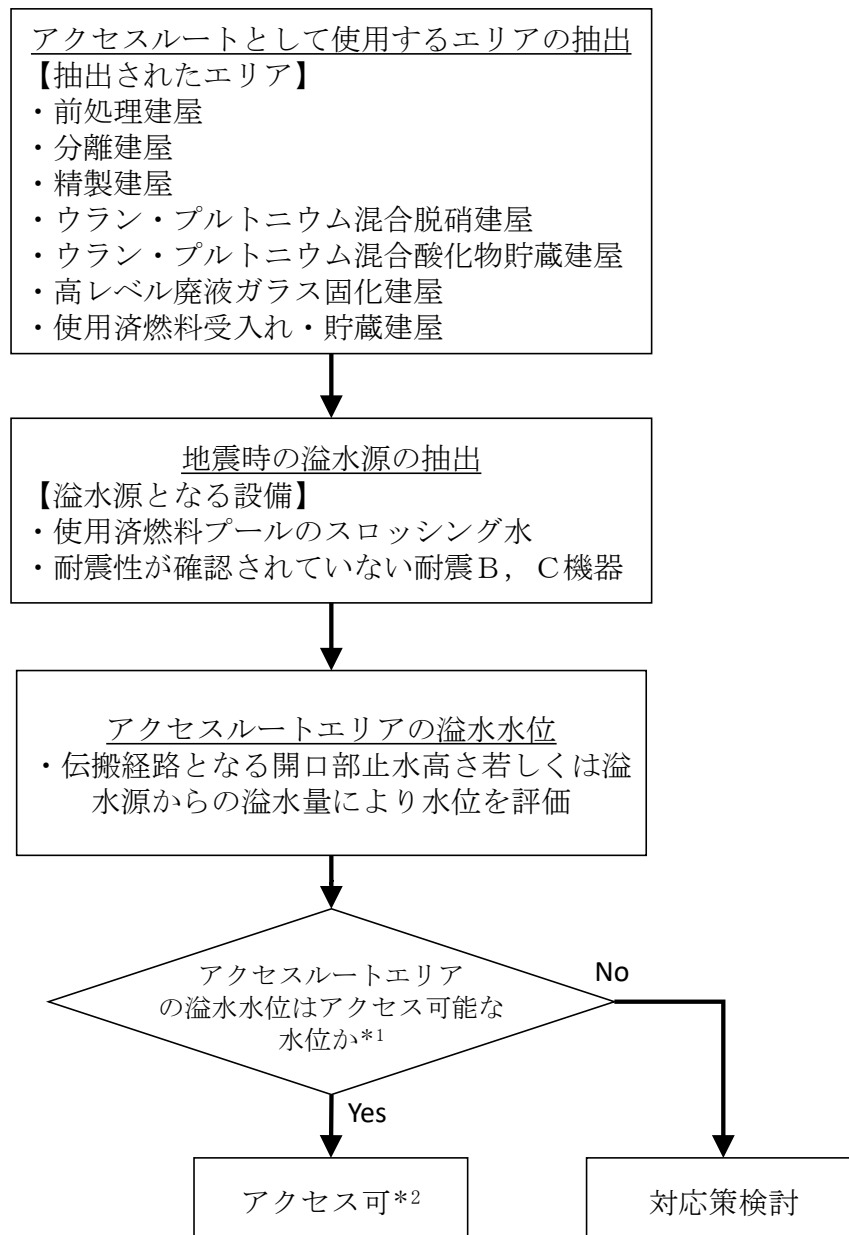 アクセスルートとして使用するエリアの抽出
【抽出されたエリア】
・前処理建屋
・分離建屋
・精製建屋
・ウラン・プルトニウム混合脱硝建屋
・ウラン・プルトニウム混合酸化物貯蔵建屋
・高レベル廃液ガラス固化建屋
・使用済燃料受入れ・貯蔵建屋
地震時の溢水源の抽出
【溢水源となる設備】
・使用済燃料プールのスロッシング水
・耐震性が確認されていない耐震Ｂ，Ｃ機器
アクセスルートエリアの溢水水位
・伝搬経路となる開口部止水高さ若しくは溢
水源からの溢水量により水位を評価
アクセスルートエリア
の溢水水位はアクセス可能な
水位か*1
No
Yes
アクセス可*2
対応策検討